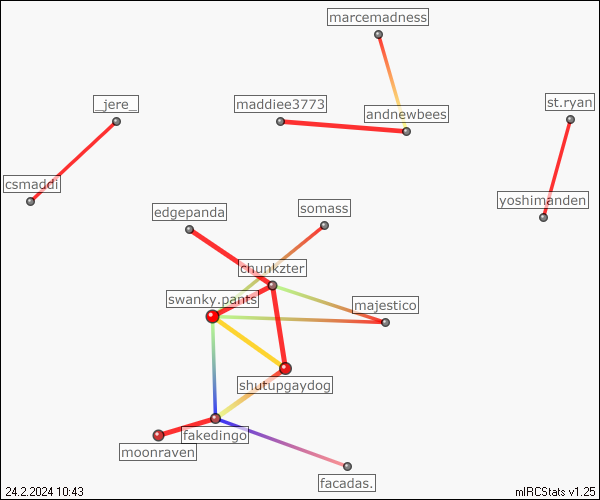 marcemadness
_jere_
maddiee3773
st.ryan
andnewbees
csmaddi
yoshimanden
edgepanda
somass
chunkzter
swanky.pants
majestico
shutupgaydog
fakedingo
moonraven
facadas.
24.2.2024 10:43
mIRCStats v1.25